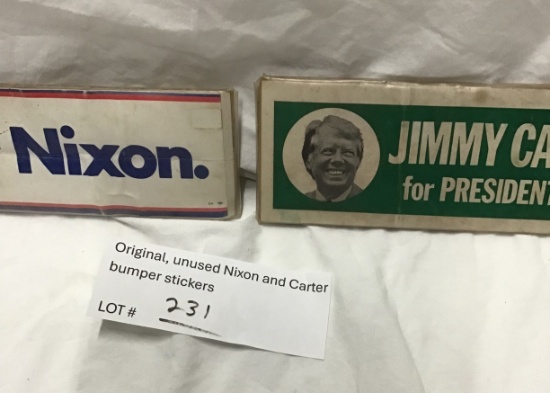 Nixon.
JIMMY CA
for PRESIDENT
Original, unused Nixon and Carter
bumper stickers
LOT # 231